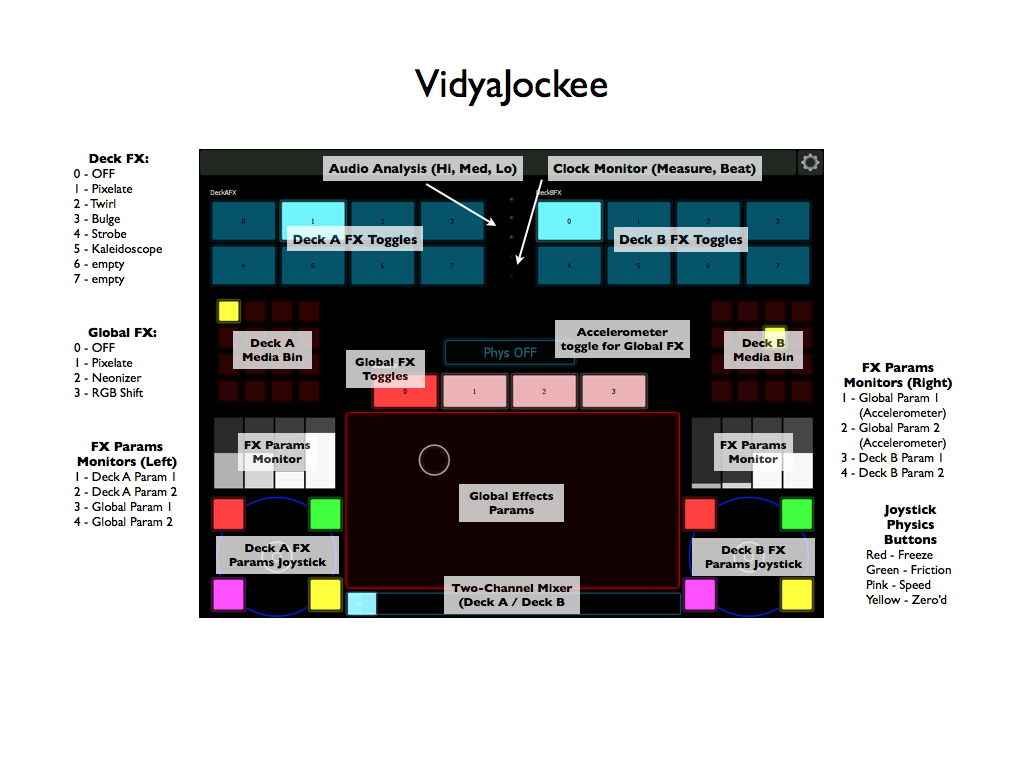 VidyaJockee
Deck FX:
0 - OFF
1 - Pixelate
2 - Twirl
3 - Bulge
4 - Strobe
5 - Kaleidoscope
6 - empty
7 - empty
Global FX:
0 - OFF
1 - Pixelate
2 - Neonizer
3 - RGB Shift
FX Params
Monitors (Left)
1 - Deck A Param 1
2 - Deck A Param 2
3 - Global Param 1
4 - Global Param 2
Audio Analysis (Hi, Med, Lo)
Clock Monitor (Measure, Beat)
DeckAFX
DeckBFX
0 1 2 3
0 1 2 3
Deck A FX Toggles
Deck B FX Toggles
4 5 6 7
4 5 6 7
Deck A
Media Bin
Accelerometer
toggle for Global FX
Deck B
Media Bin
Phys OFF
Global FX
Toggles
0 1 2 3
FX Params
Monitor
FX Params
Monitor
Global Effects
Params
Deck A FX
Params Joystick
Deck B FX
Params Joystick
Two-Channel Mixer
(Deck A / Deck B
FX Params
Monitors (Right)
1 - Global Param 1
(Accelerometer)
2 - Global Param 2
(Accelerometer)
3 - Deck B Param 1
4 - Deck B Param 2
Joystick
Physics
Buttons
Red - Freeze
Green - Friction
Pink - Speed
Yellow - Zero'd